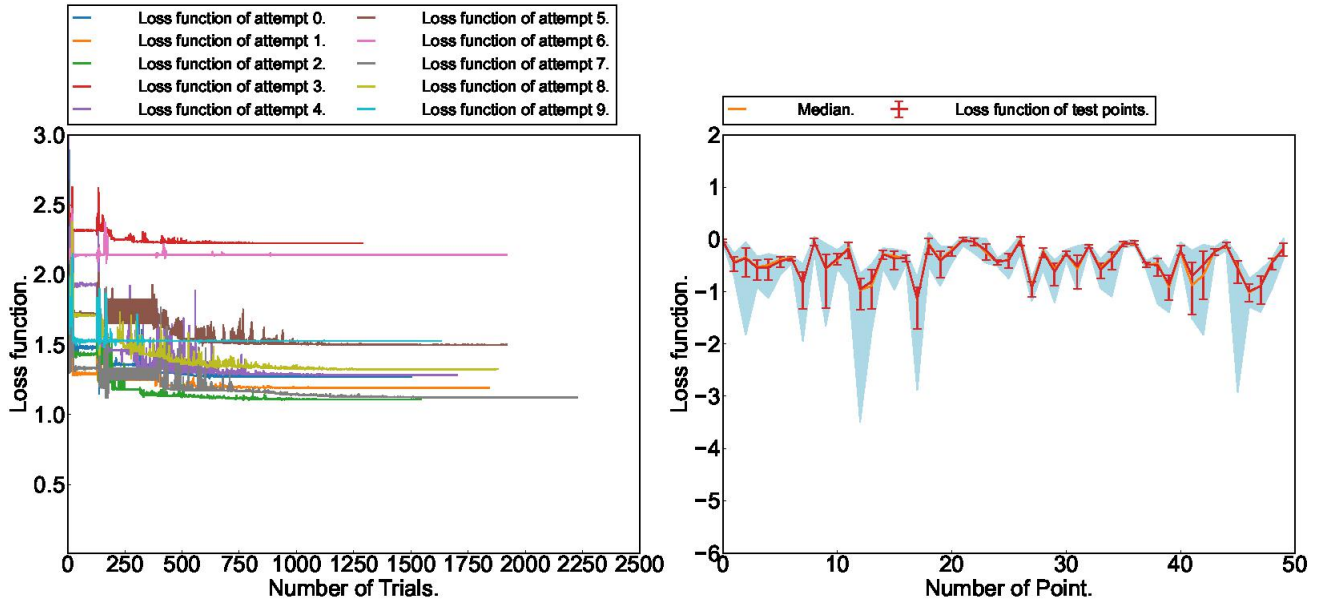 Loss function of attempt 0.
Loss function of attempt 1.
Loss function of attempt 2.
Loss function of attempt 3.
Loss function of attempt 4.
Loss function of attempt 5.
Loss function of attempt 6.
Loss function of attempt 7.
Loss function of attempt 8.
Loss function of attempt 9.
3.0
2.5
2.0
1.5
1.0
0.5
Loss function.
0 250 500 750 1000 1250 1500 1750 2000 2250 2500
Number of Trials.
Median. Loss function of test points.
2
1
0
−1
−2
−3
−4
−5
−6
Loss function.
0 10 20 30 40 50
Number of Point.